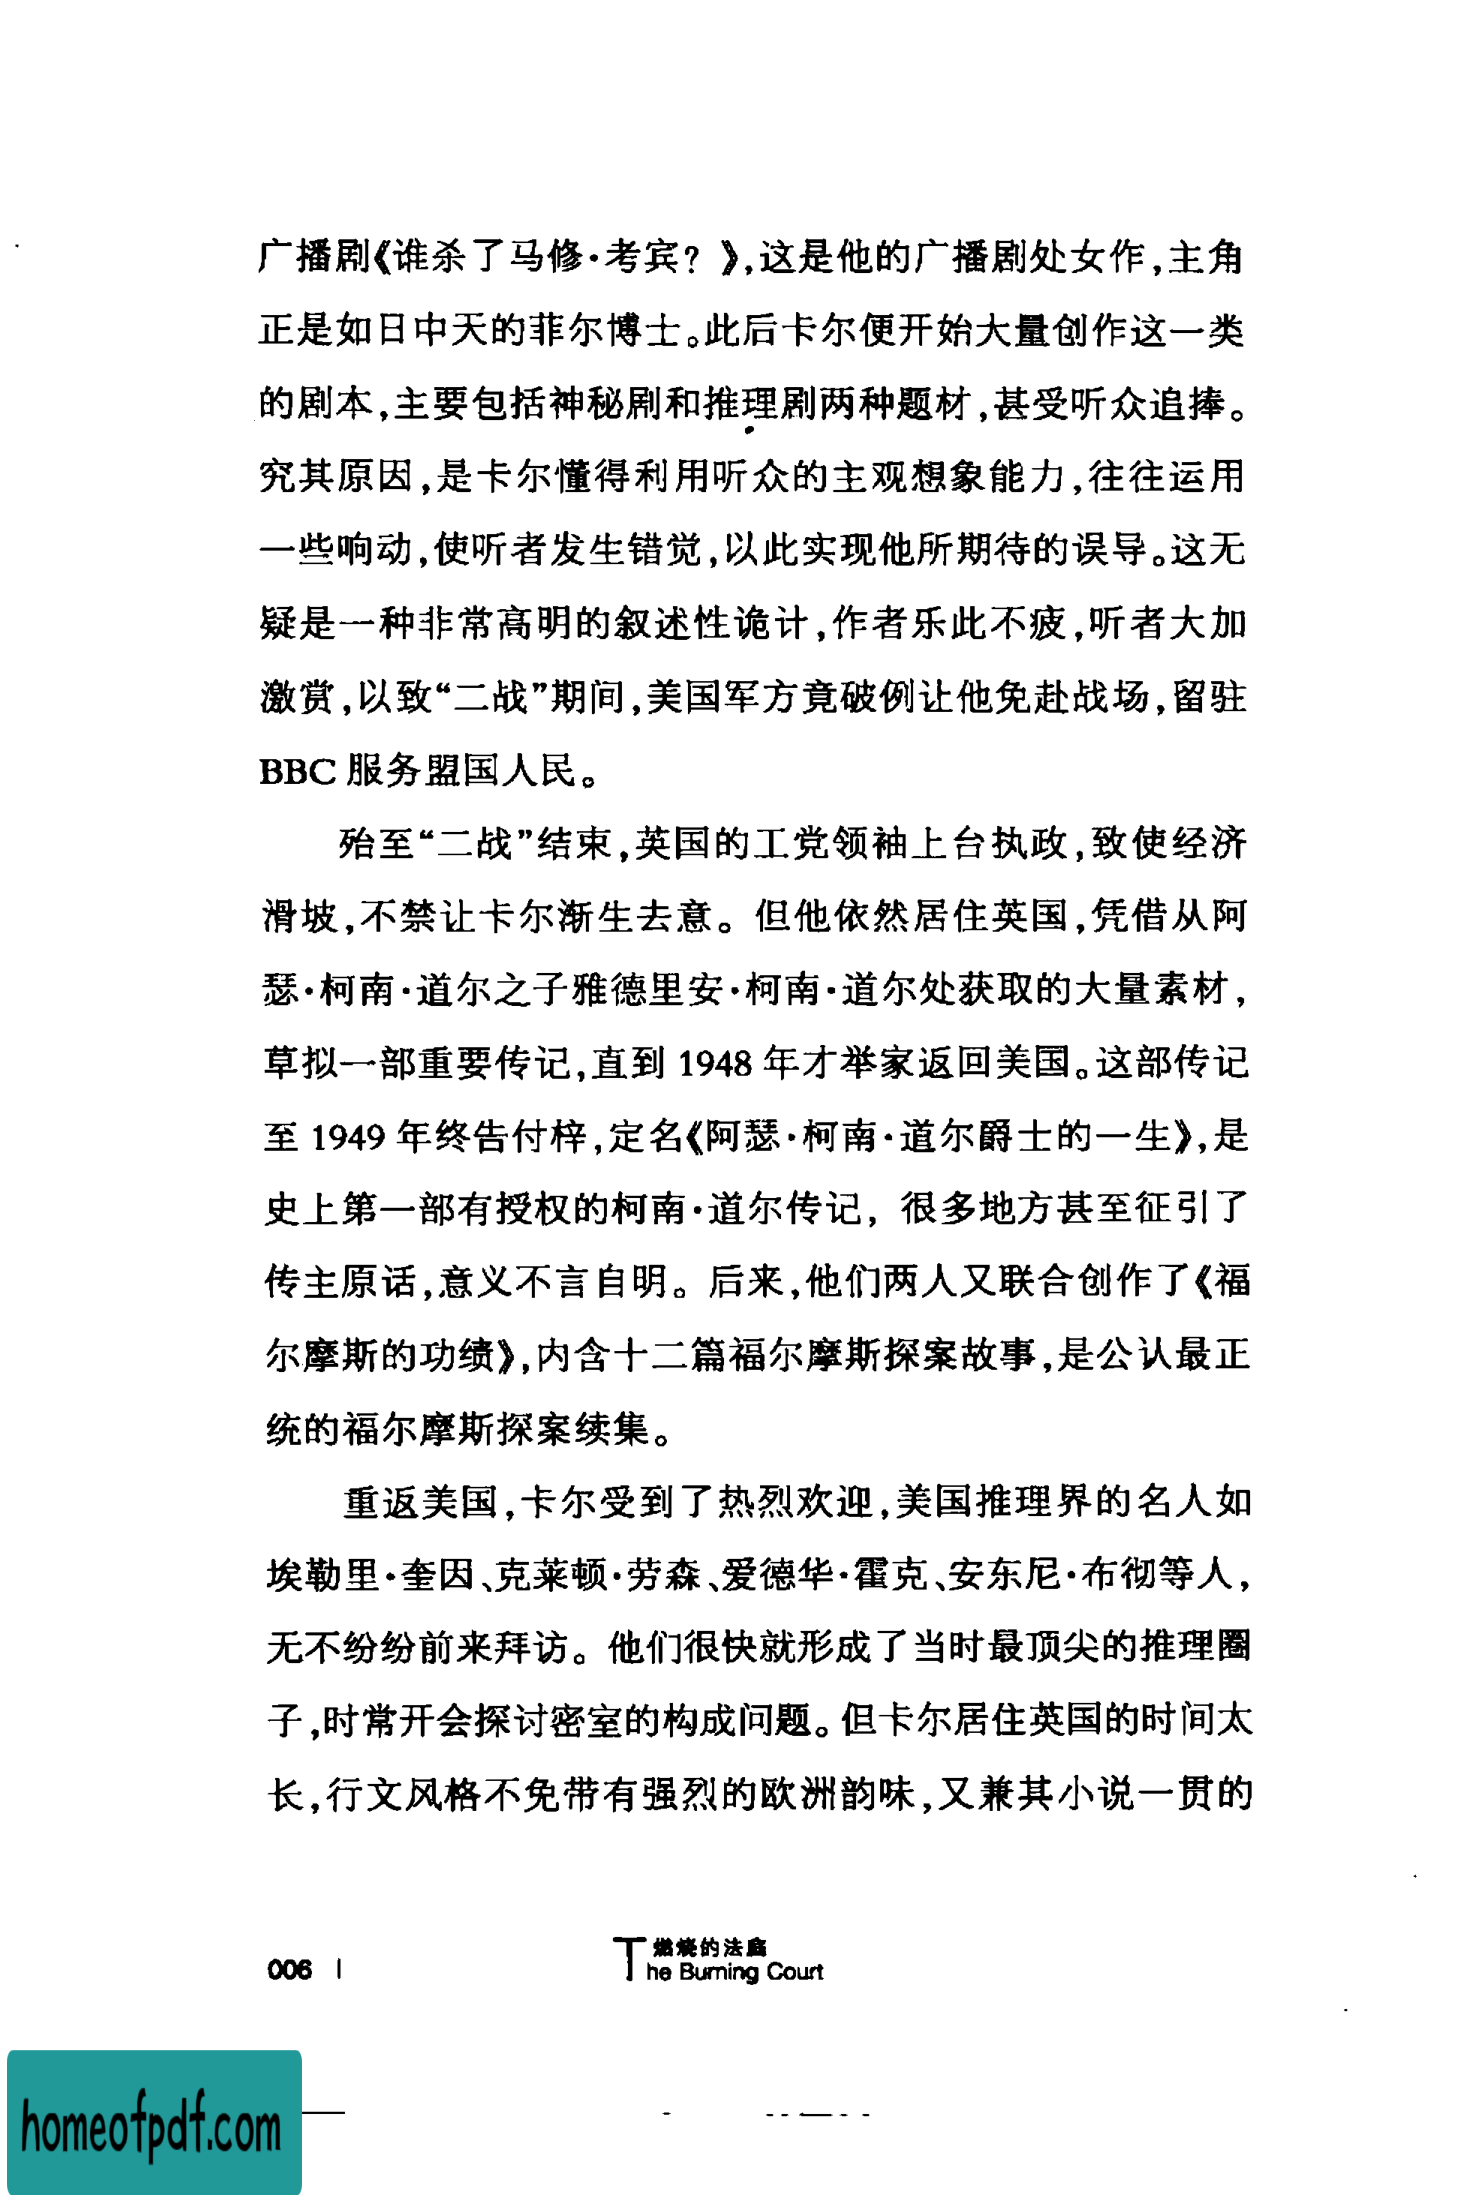 广播剧《谁杀了马修·考宾？》,这是他的广播剧处女作,主角
正是如日中天的菲尔博士。此后卡尔便开始大量创作这一类
的剧本,主要包括神秘剧和推理剧两种题材,甚受听众追捧。
究其原因,是卡尔懂得利用听众的主观想象能力,往往运用
一些响动,使听者发生错觉,以此实现他所期待的误导。这无
疑是一种非常高明的叙述性诡计,作者乐此不疲,听者大加
激赏,以致“二战”期间,美国军方竟破例让他免赴战场,留驻
BBC 服务盟国人民。
殆至“二战”结束,英国的工党领袖上台执政,致使经济
滑坡,不禁让卡尔渐生去意。但他依然居住英国,凭借从阿
瑟·柯南·道尔之子雅德里安·柯南·道尔处获取的大量素材,
草拟一部重要传记,直到 1948 年才举家返回美国。这部传记
至 1949 年终告付梓,定名《阿瑟·柯南·道尔爵士的一生》,是
史上第一部有授权的柯南·道尔传记,很多地方甚至征引了
传主原话,意义不言自明。后来,他们两人又联合创作了《福
尔摩斯的功绩》,内含十二篇福尔摩斯探案故事,是公认最正
统的福尔摩斯探案续集。
重返美国,卡尔受到了热烈欢迎,美国推理界的名人如
埃勒里·奎因、克莱顿·劳森、爱德华·霍克、安东尼·布彻等人,
无不纷纷前来拜访。他们很快就形成了当时最顶尖的推理圈
子,时常开会探讨密室的构成问题。但卡尔居住英国的时间太
长,行文风格不免带有强烈的欧洲韵味,又兼其小说一贯的
006 |
燃烧的法庭
The Burning Court
homeofpdf.com